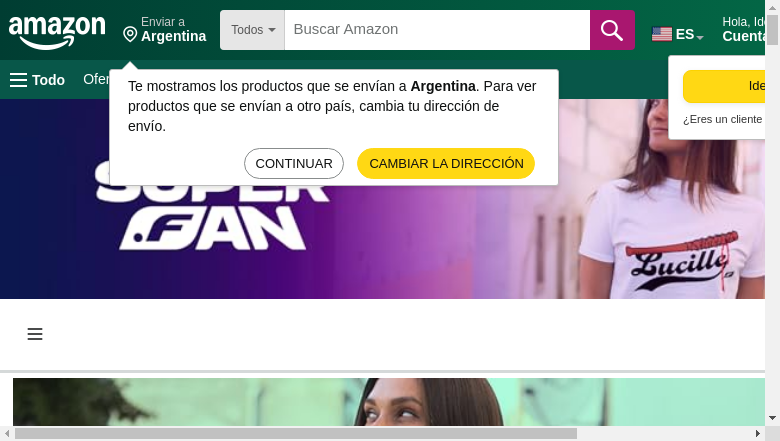 amazon
Enviar a
Argentina
Todos
Buscar Amazon
ES
Hola, Ide
Cuenta
Todo
Ofer
Te mostramos los productos que se envían a Argentina. Para ver
productos que se envían a otro país, cambia tu dirección de
envío.
CONTINUAR
CAMBIAR LA DIRECCIÓN
Ide
¿Eres un cliente
SUPER
FAN
Lucille